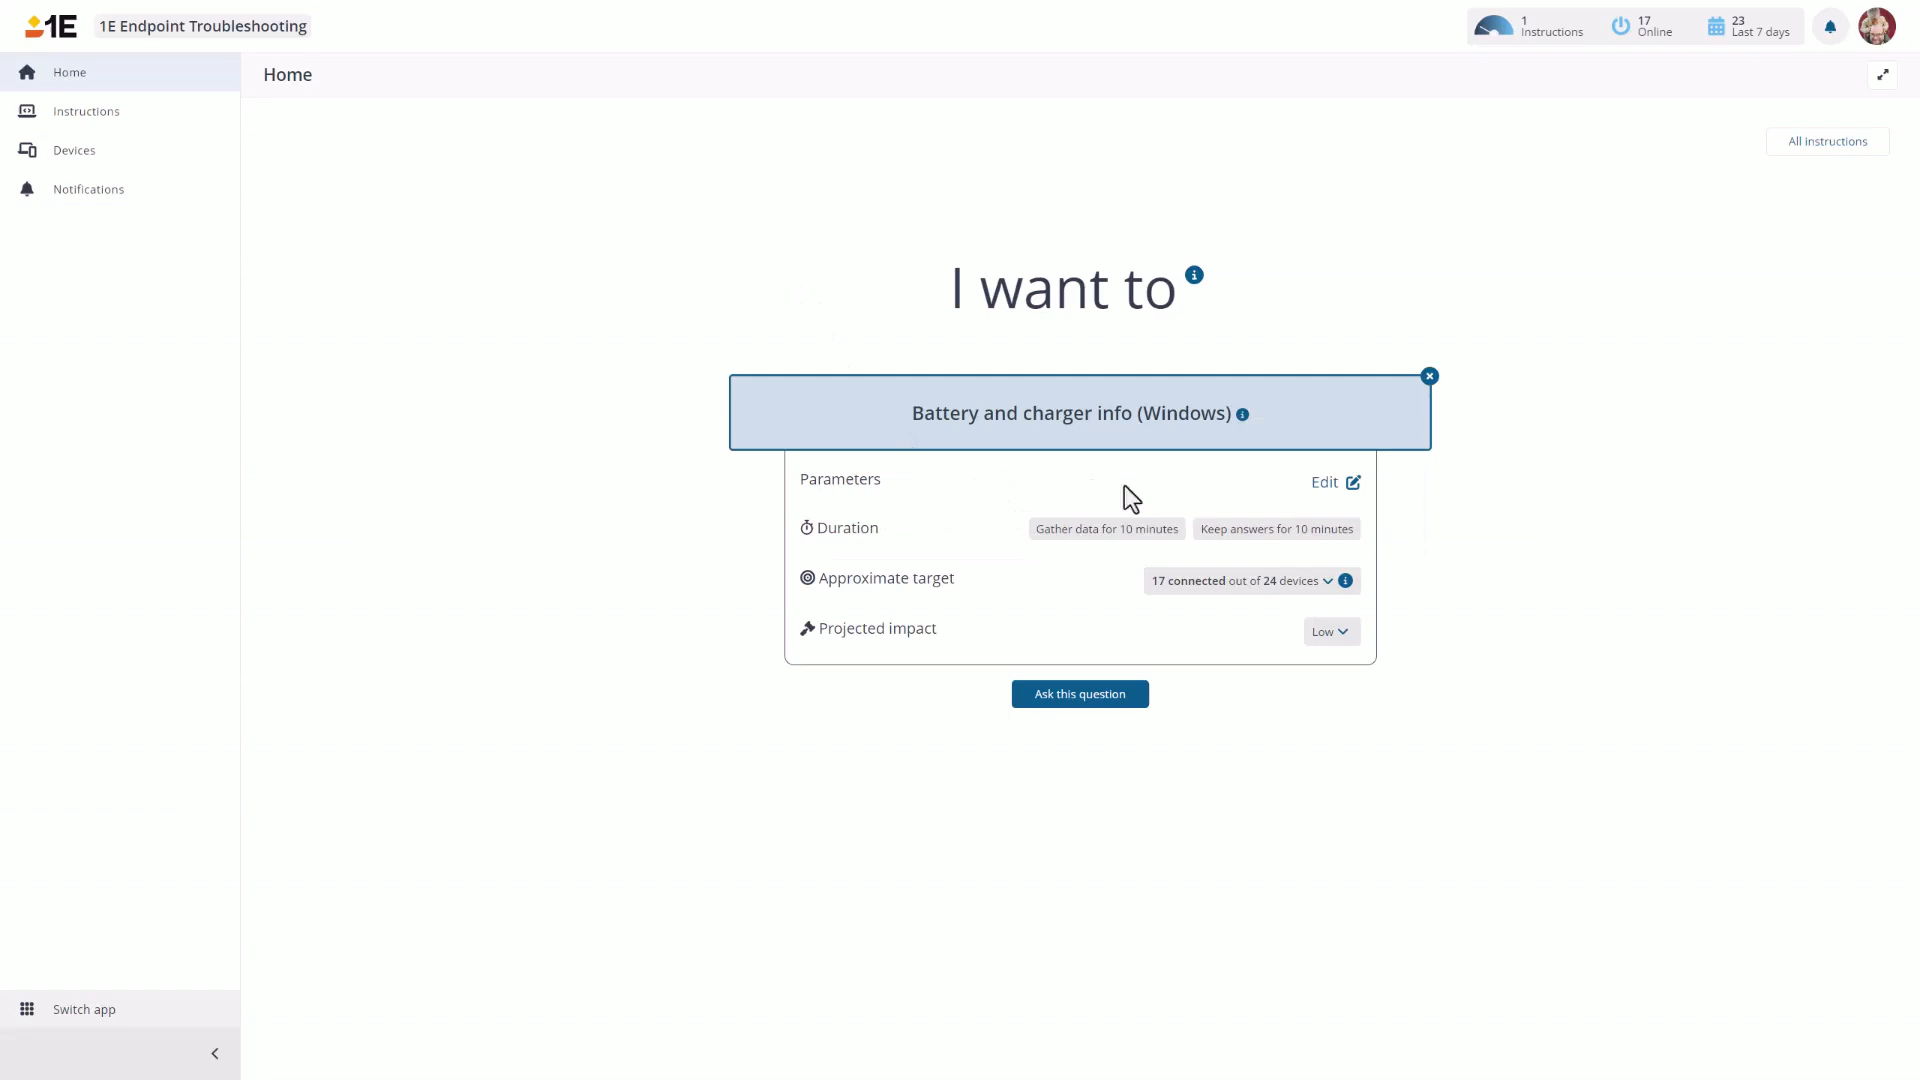 1E
1E Endpoint Troubleshooting
1
Instructions
17
Online
23
Last 7 days
Home
Instructions
Devices
Notifications
Home
All instructions
I want to
Battery and charger info (Windows)
Parameters
Edit
Duration
Gather data for 10 minutes
Keep answers for 10 minutes
Approximate target
17 connected out of 24 devices
Projected impact
Low
Ask this question
Switch app